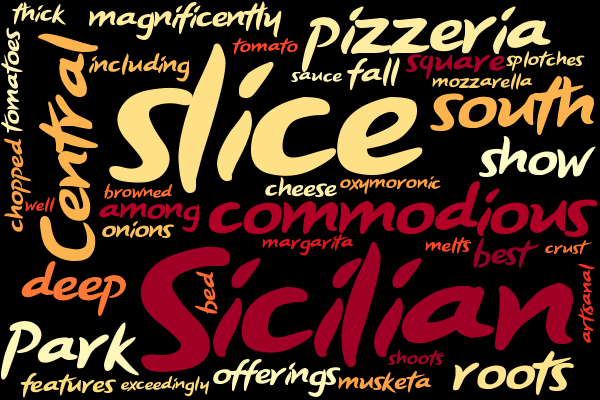 thick
magnificently
pizzeria
tomatoes
tomato
including
sauce
fall
square
splotches
mozzarella
Central
slice
south
show
chopped
well
browned
cheese
oxymoronic
among
commodious
onions
margarita
melts
best
crust
deep
bed
Sicilian
artsanal
Park
shoots
features
exceedingly
offerings
musketa
roots